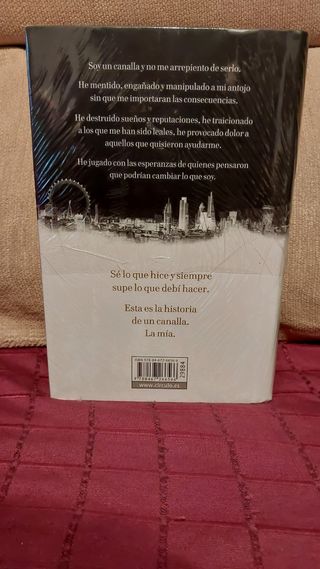 Soy un canalla y no me arrepiento de serlo.
He mentido, engañado y manipulado a mi antojo
sin que me importaran las consecuencias.
He destruido sueños y reputaciones, he traicionado
a los que me han sido leales, he provocado dolor a
aquellos que quisieron ayudarme.
He jugado con las esperanzas de quienes pensaron
que podrían cambiar lo que soy.
Sé lo que hice y siempre
supe lo que debí hacer.
Esta es la historia
de un canalla.
La mía.
29884
www.circulo.es